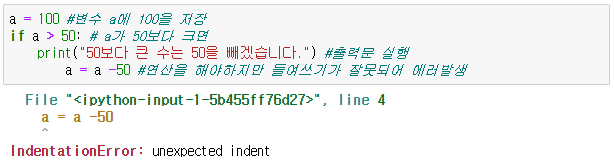 a = 100 #변수 a에 100을 저장
if a > 50: # a가 50보다 크면
    print("50보다 큰 수는 50을 빼겠습니다.") #출력문 실행
        a = a -50 #연산을 해야하지만 들여쓰기가 잘못되어 에러발생
File "<ipython-input-1-5b455ff76d27>", line 4
    a = a -50
    ^
IndentationError: unexpected indent